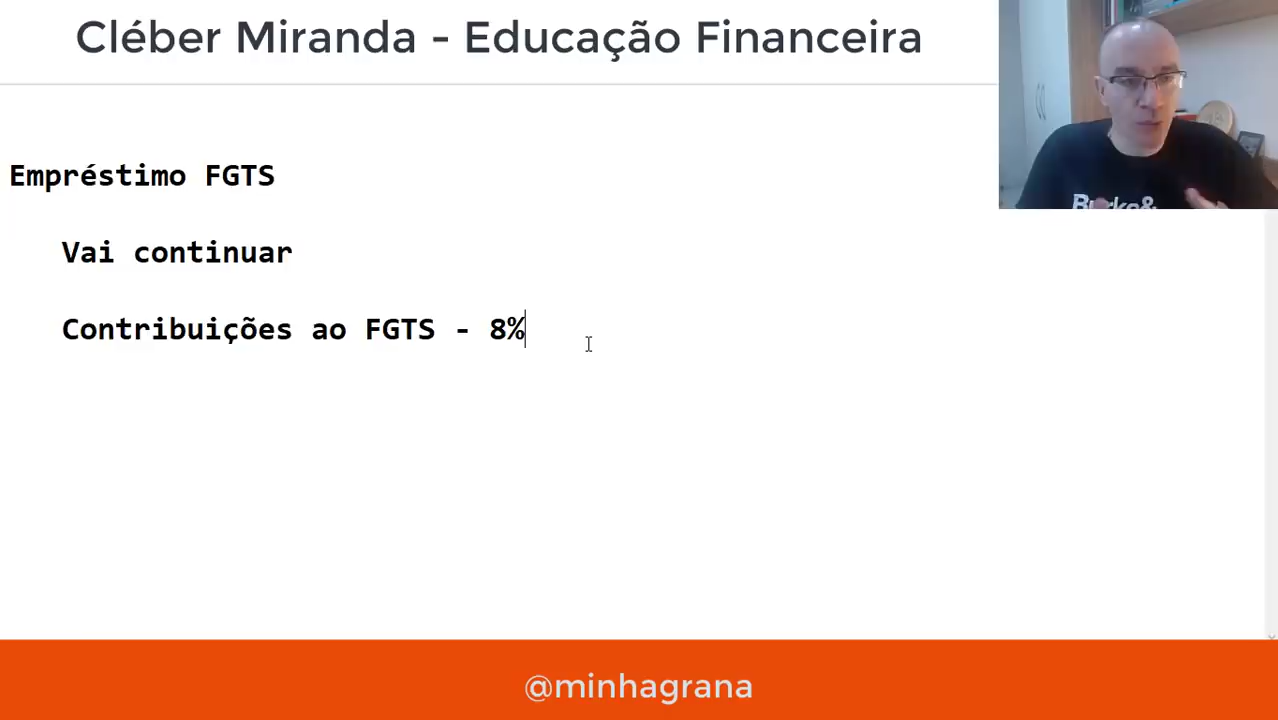 Cléber Miranda - Educação Financeira
Empréstimo FGTS
Vai continuar
Contribuições ao FGTS - 8%
@minhagrana